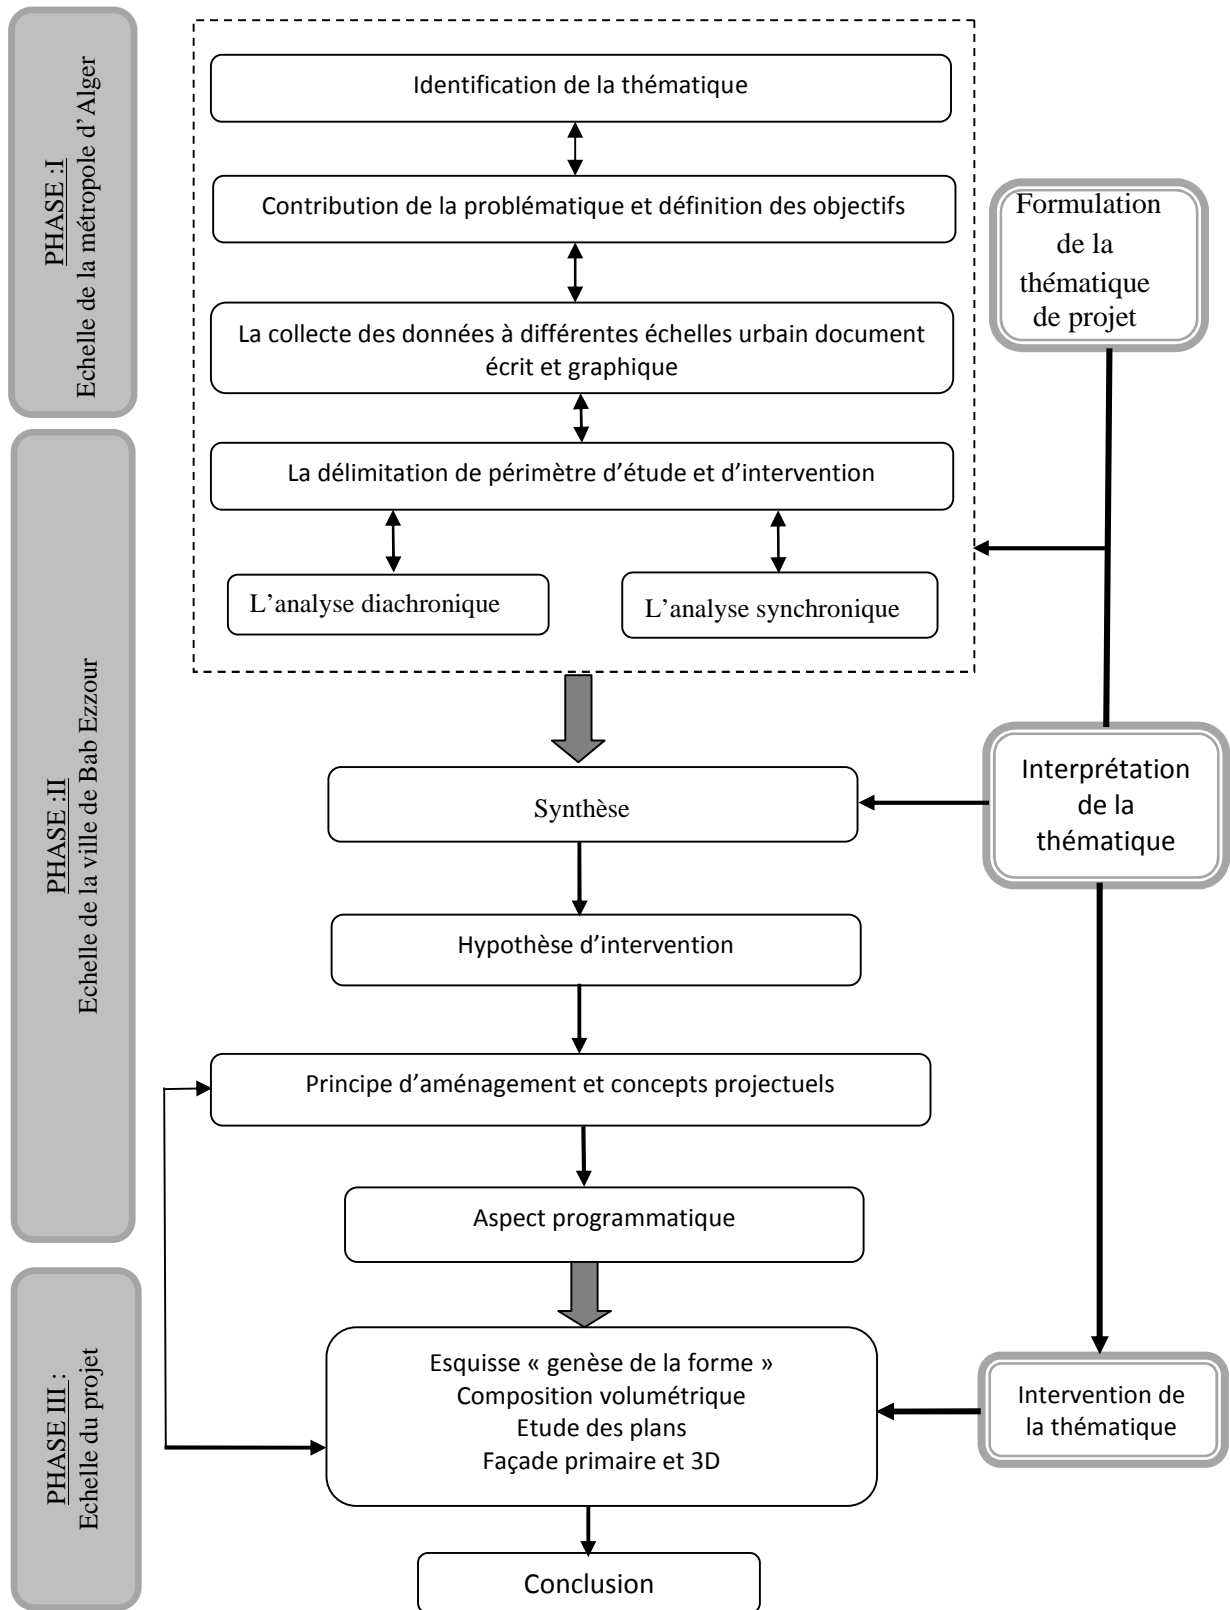 PHASE :I
Echelle de la métropole d’Alger
Identification de la thématique
Contribution de la problématique et définition des objectifs
La collecte des données à différentes échelles urbain document
écrit et graphique
La délimitation de périmètre d’étude et d’intervention
L’analyse diachronique
L’analyse synchronique
Formulation
de la
thématique
de projet
PHASE :II
Echelle de la ville de Bab Ezzour
Synthèse
Interprétation
de la
thématique
Hypothèse d’intervention
Principe d’aménagement et concepts projectuels
Aspect programmatique
PHASE III :
Echelle du projet
Esquisse « genèse de la forme »
Composition volumétrique
Etude des plans
Façade primaire et 3D
Intervention de
la thématique
Conclusion